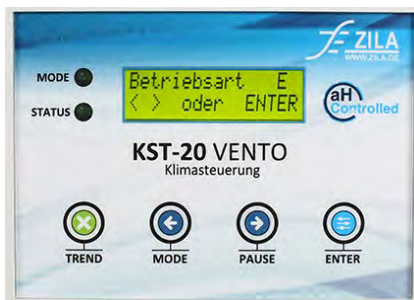 ZILA
WWW.ZILA.DE
MODE
Betriebsart E
< > oder ENTER
STATUS
aH
Controlled
KST-20 VENTO
Klimasteuerung
TREND MODE PAUSE ENTER